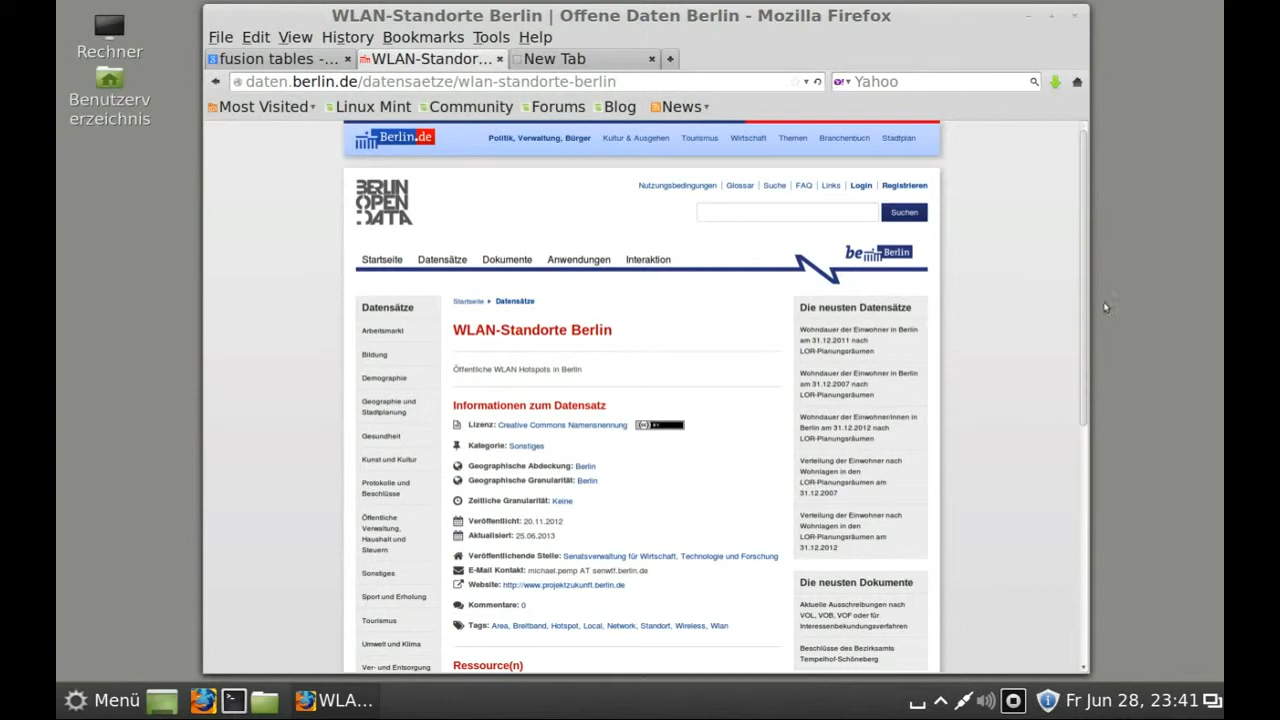 WLAN-Standorte Berlin | Offene Daten Berlin - Mozilla Firefox
Rechner
Benutzerv
erzeichnis
File Edit View History Bookmarks Tools Help
fusion tables -... WLAN-Standor... New Tab
daten.berlin.de/datensaetze/wlan-standorte-berlin Yahoo
Most Visited Linux Mint Community Forums Blog News
Berlin.de Politik, Verwaltung, Bürger Kultur & Ausgehen Tourismus Wirtschaft Themen Branchenbuch Stadtplan
BERLIN
OPEN
DATA
Nutzungsbedingungen | Glossar | Suche | FAQ | Links | Login | Registrieren
Suchen
be Berlin
Startseite Datensätze Dokumente Anwendungen Interaktion
Datensätze
Arbeitsmarkt
Bildung
Demographie
Geographie und
Stadtplanung
Gesundheit
Kunst und Kultur
Protokolle und
Beschlüsse
Öffentliche
Verwaltung,
Haushalt und
Steuern
Sonstiges
Sport und Erholung
Tourismus
Umwelt und Klima
Ver- und Entsorgung
Startseite Datensätze
WLAN-Standorte Berlin
Öffentliche WLAN Hotspots in Berlin
Informationen zum Datensatz
Lizenz: Creative Commons Namensnennung (cc) BY
Kategorie: Sonstiges
Geographische Abdeckung: Berlin
Geographische Granularität: Berlin
Zeitliche Granularität: Keine
Veröffentlicht: 20.11.2012
Aktualisiert: 25.06.2013
Veröffentlichende Stelle: Senatsverwaltung für Wirtschaft, Technologie und Forschung
E-Mail Kontakt: michael.pemp AT senwtf.berlin.de
Website: http://www.projektzukunft.berlin.de
Kommentare: 0
Tags: Area, Breitband, Hotspot, Local, Network, Standort, Wireless, Wlan
Ressource(n)
Die neusten Datensätze
Wohndauer der Einwohner in Berlin
am 31.12.2011 nach
LOR-Planungsräumen
Wohndauer der Einwohner in Berlin
am 31.12.2007 nach
LOR-Planungsräumen
Wohndauer der Einwohner/innen in
Berlin am 31.12.2012 nach
LOR-Planungsräumen
Verteilung der Einwohner nach
Wohnlagen in den
LOR-Planungsräumen am
31.12.2007
Verteilung der Einwohner nach
Wohnlagen in den
LOR-Planungsräumen am
31.12.2012
Die neusten Dokumente
Aktuelle Ausschreibungen nach
VOL, VOB, VOF oder für
Interessenbekundungsverfahren
Beschlüsse des Bezirksamts
Tempelhof-Schöneberg
Menü WLA... Fr Jun 28, 23:41